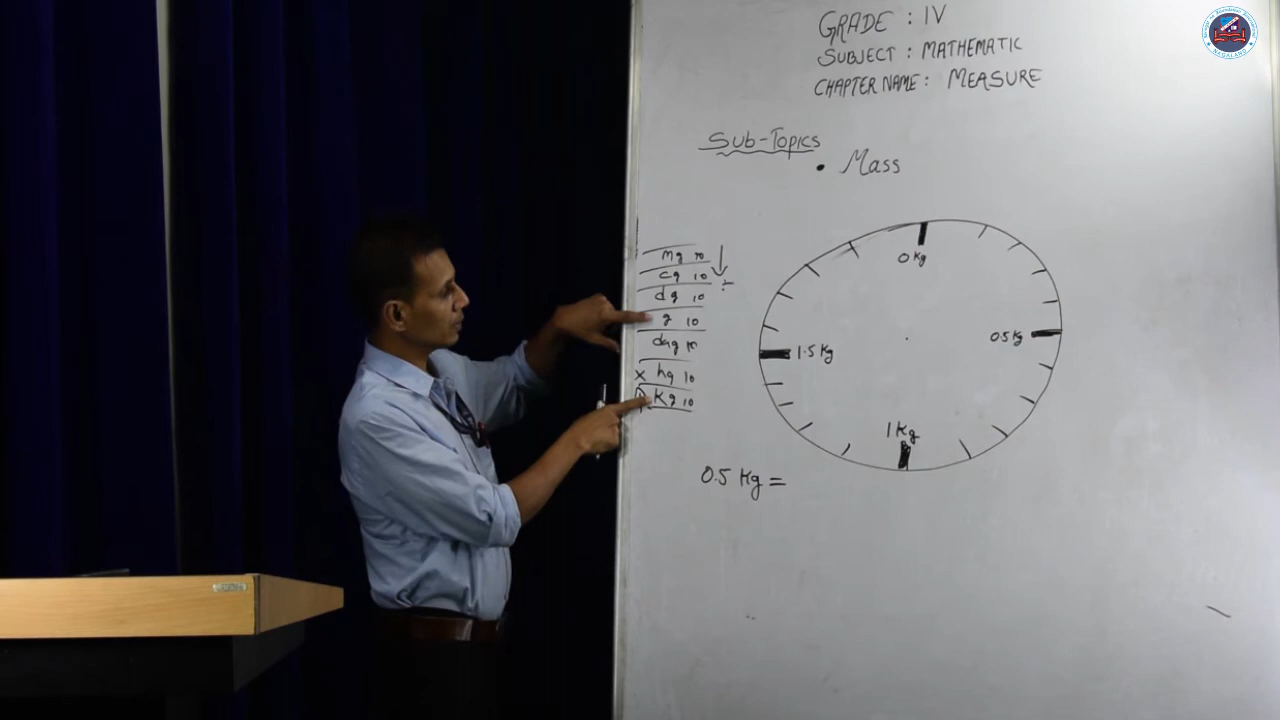 GRADE : IV
SUBJECT : MATHEMATIC
CHAPTER NAME : MEASURE
SUB-TOPICS
• Mass
mg 10
cg 10
÷
dg 10
g 10
dag 10
x hg 10
Kg 10
0 Kg
0.5 Kg
1 Kg
1.5 Kg
0.5 Kg =
NAGALAND